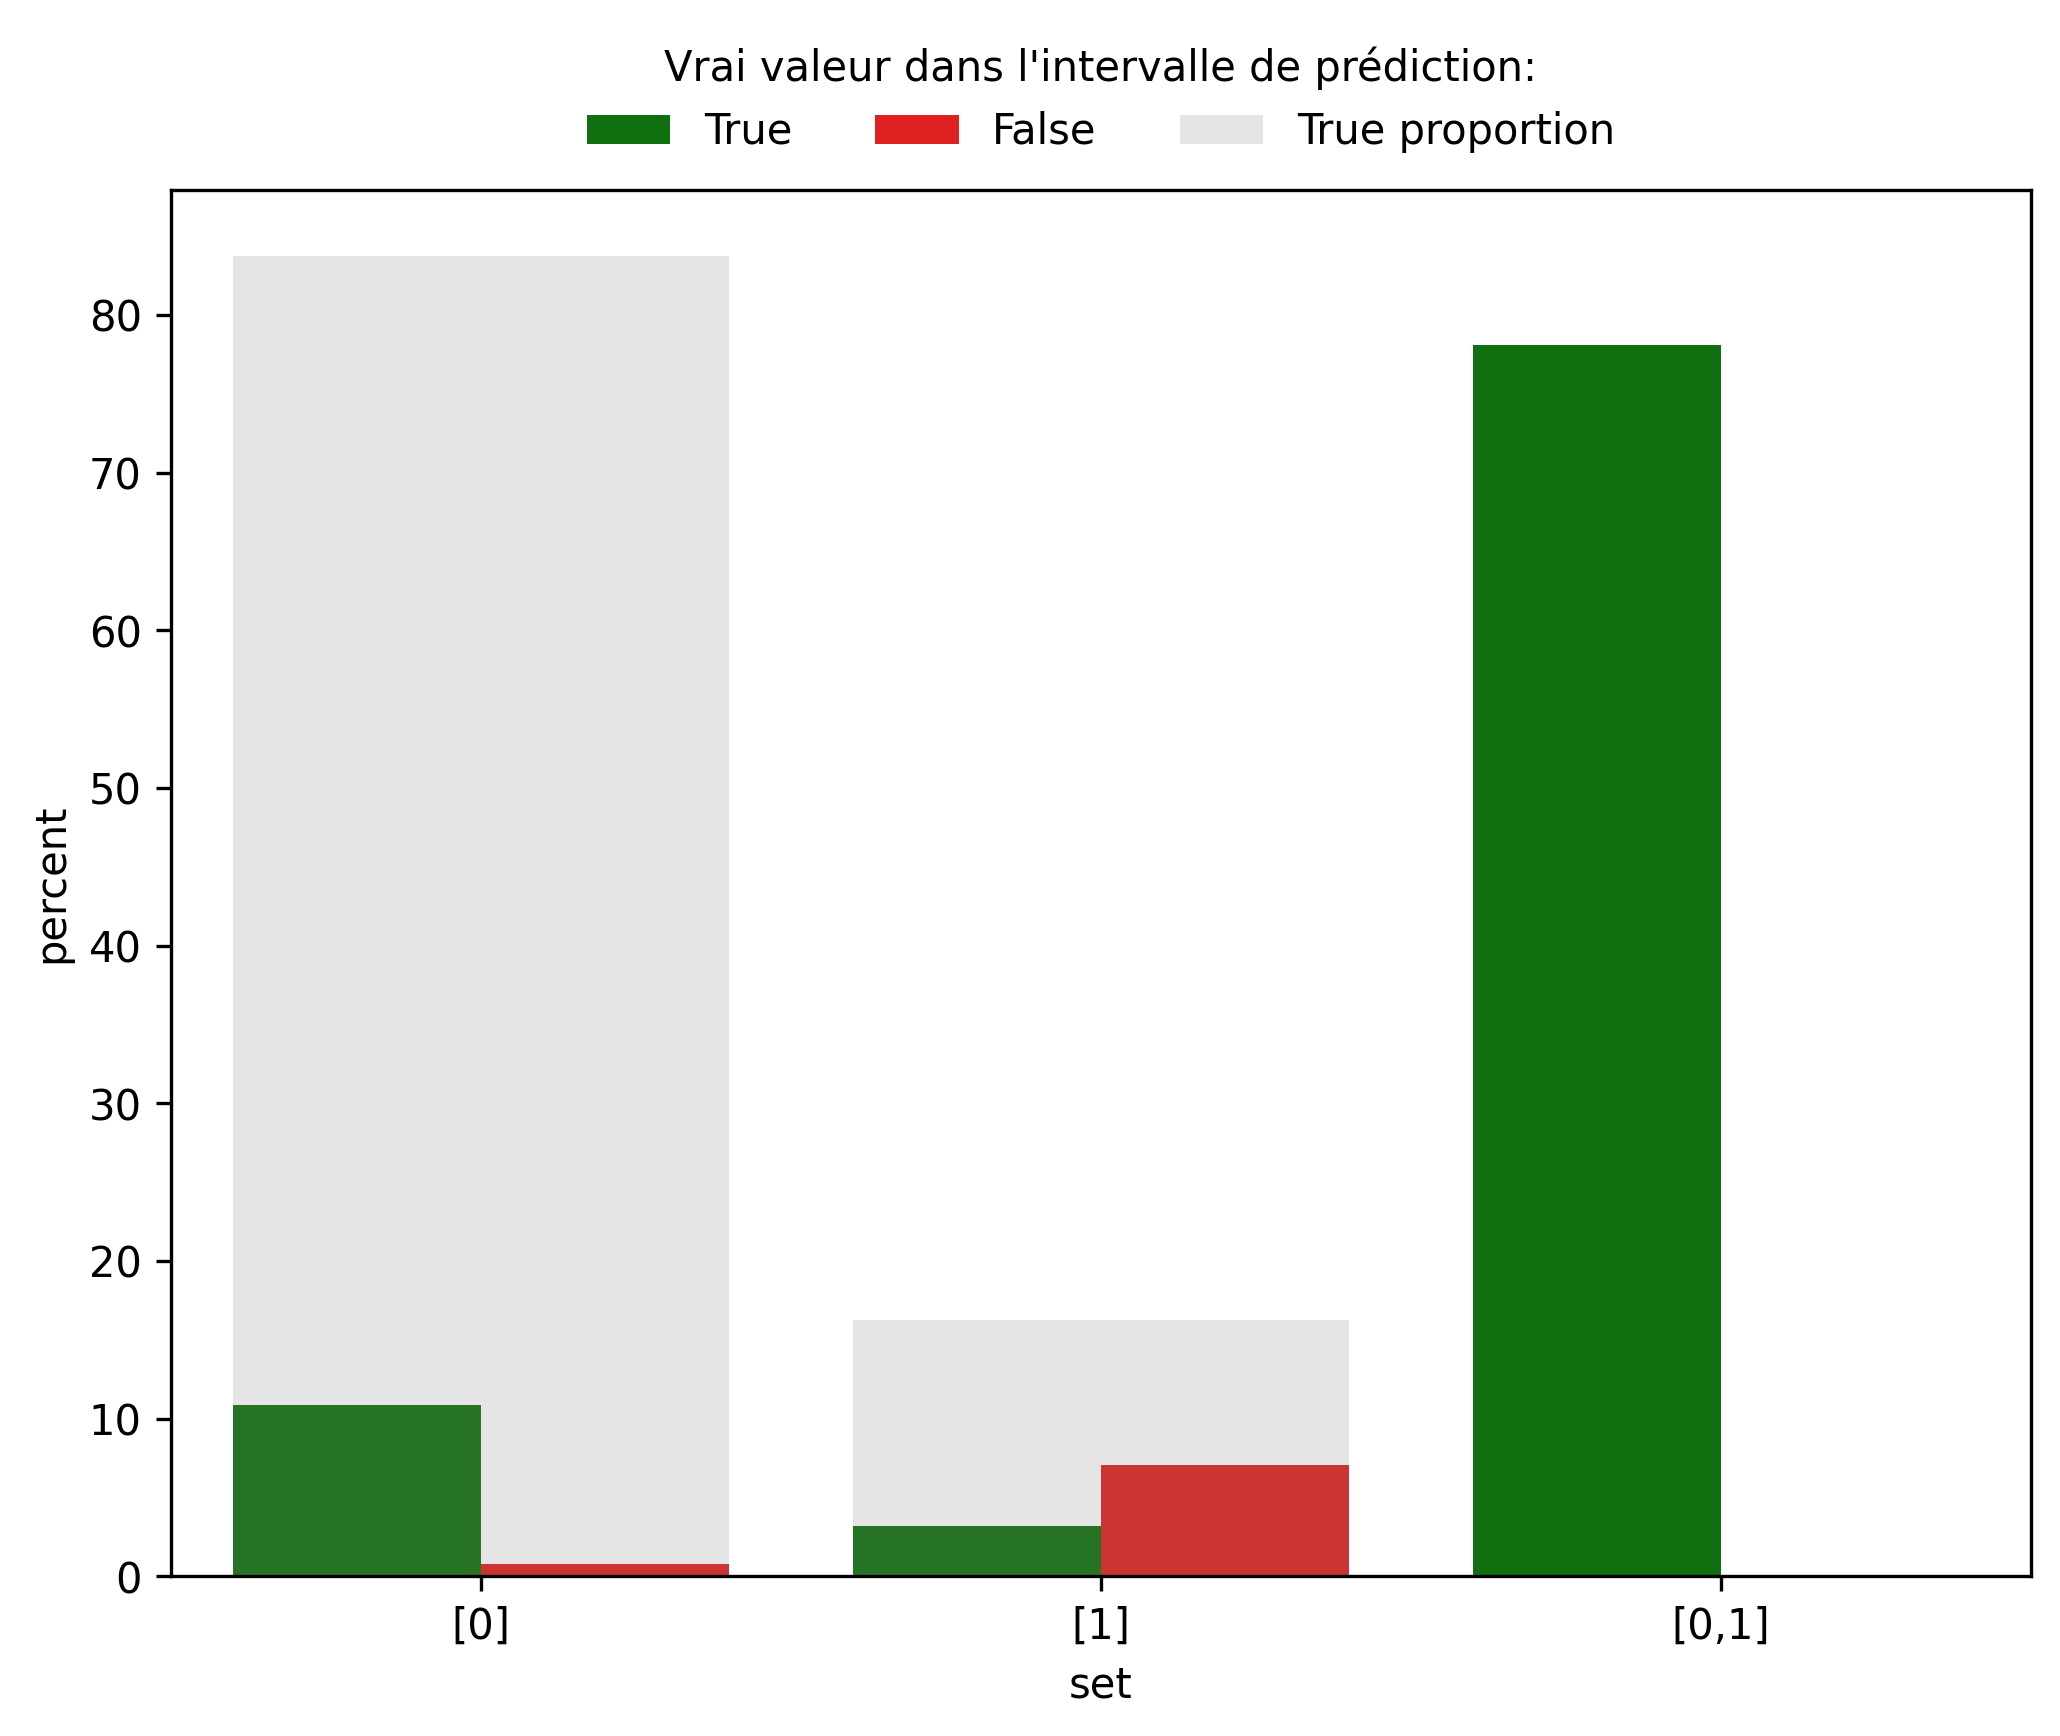 Vrai valeur dans l'intervalle de prédiction:
True False True proportion
80
70
60
50
40
30
20
10
0
percent
[0] [1] [0,1]
set